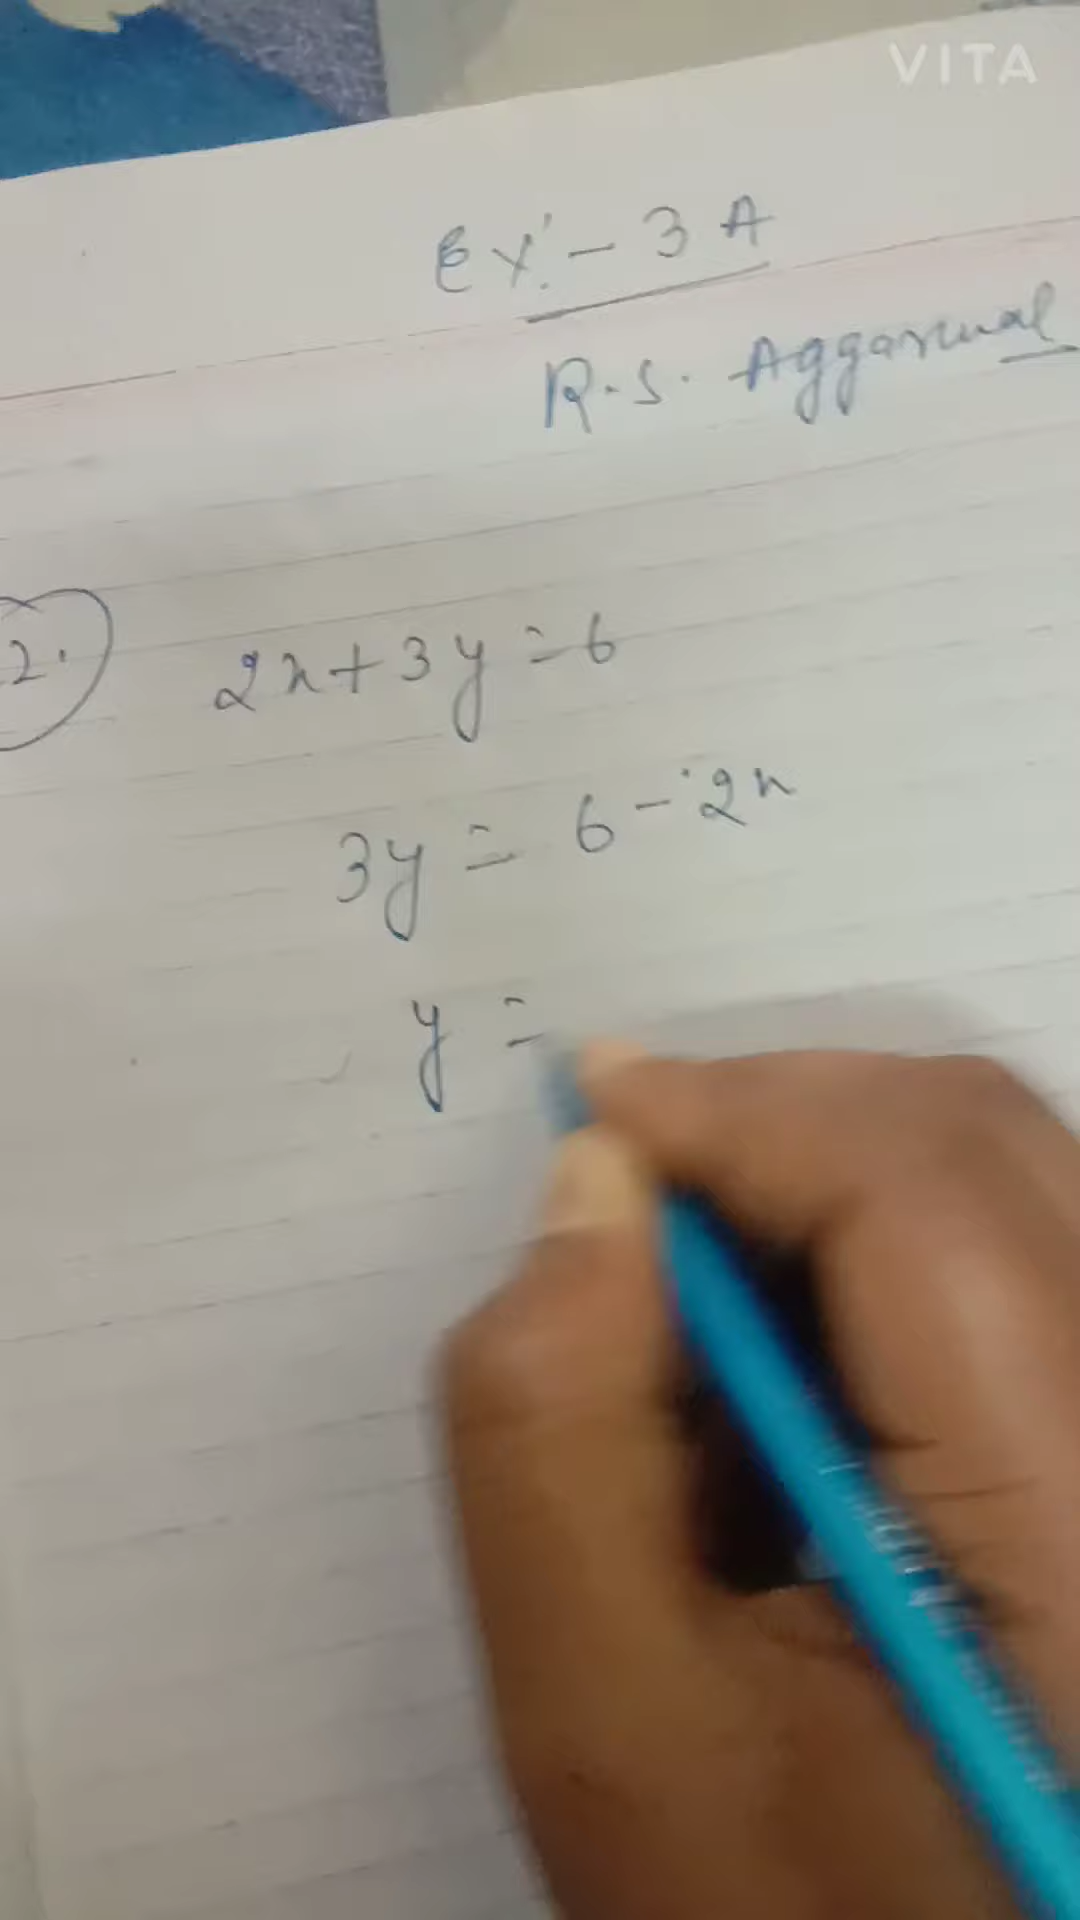 VITA
Ex. - 3A
R.S. Aggarwal
2. 2x + 3y = 6
3y = 6 - 2x
y =